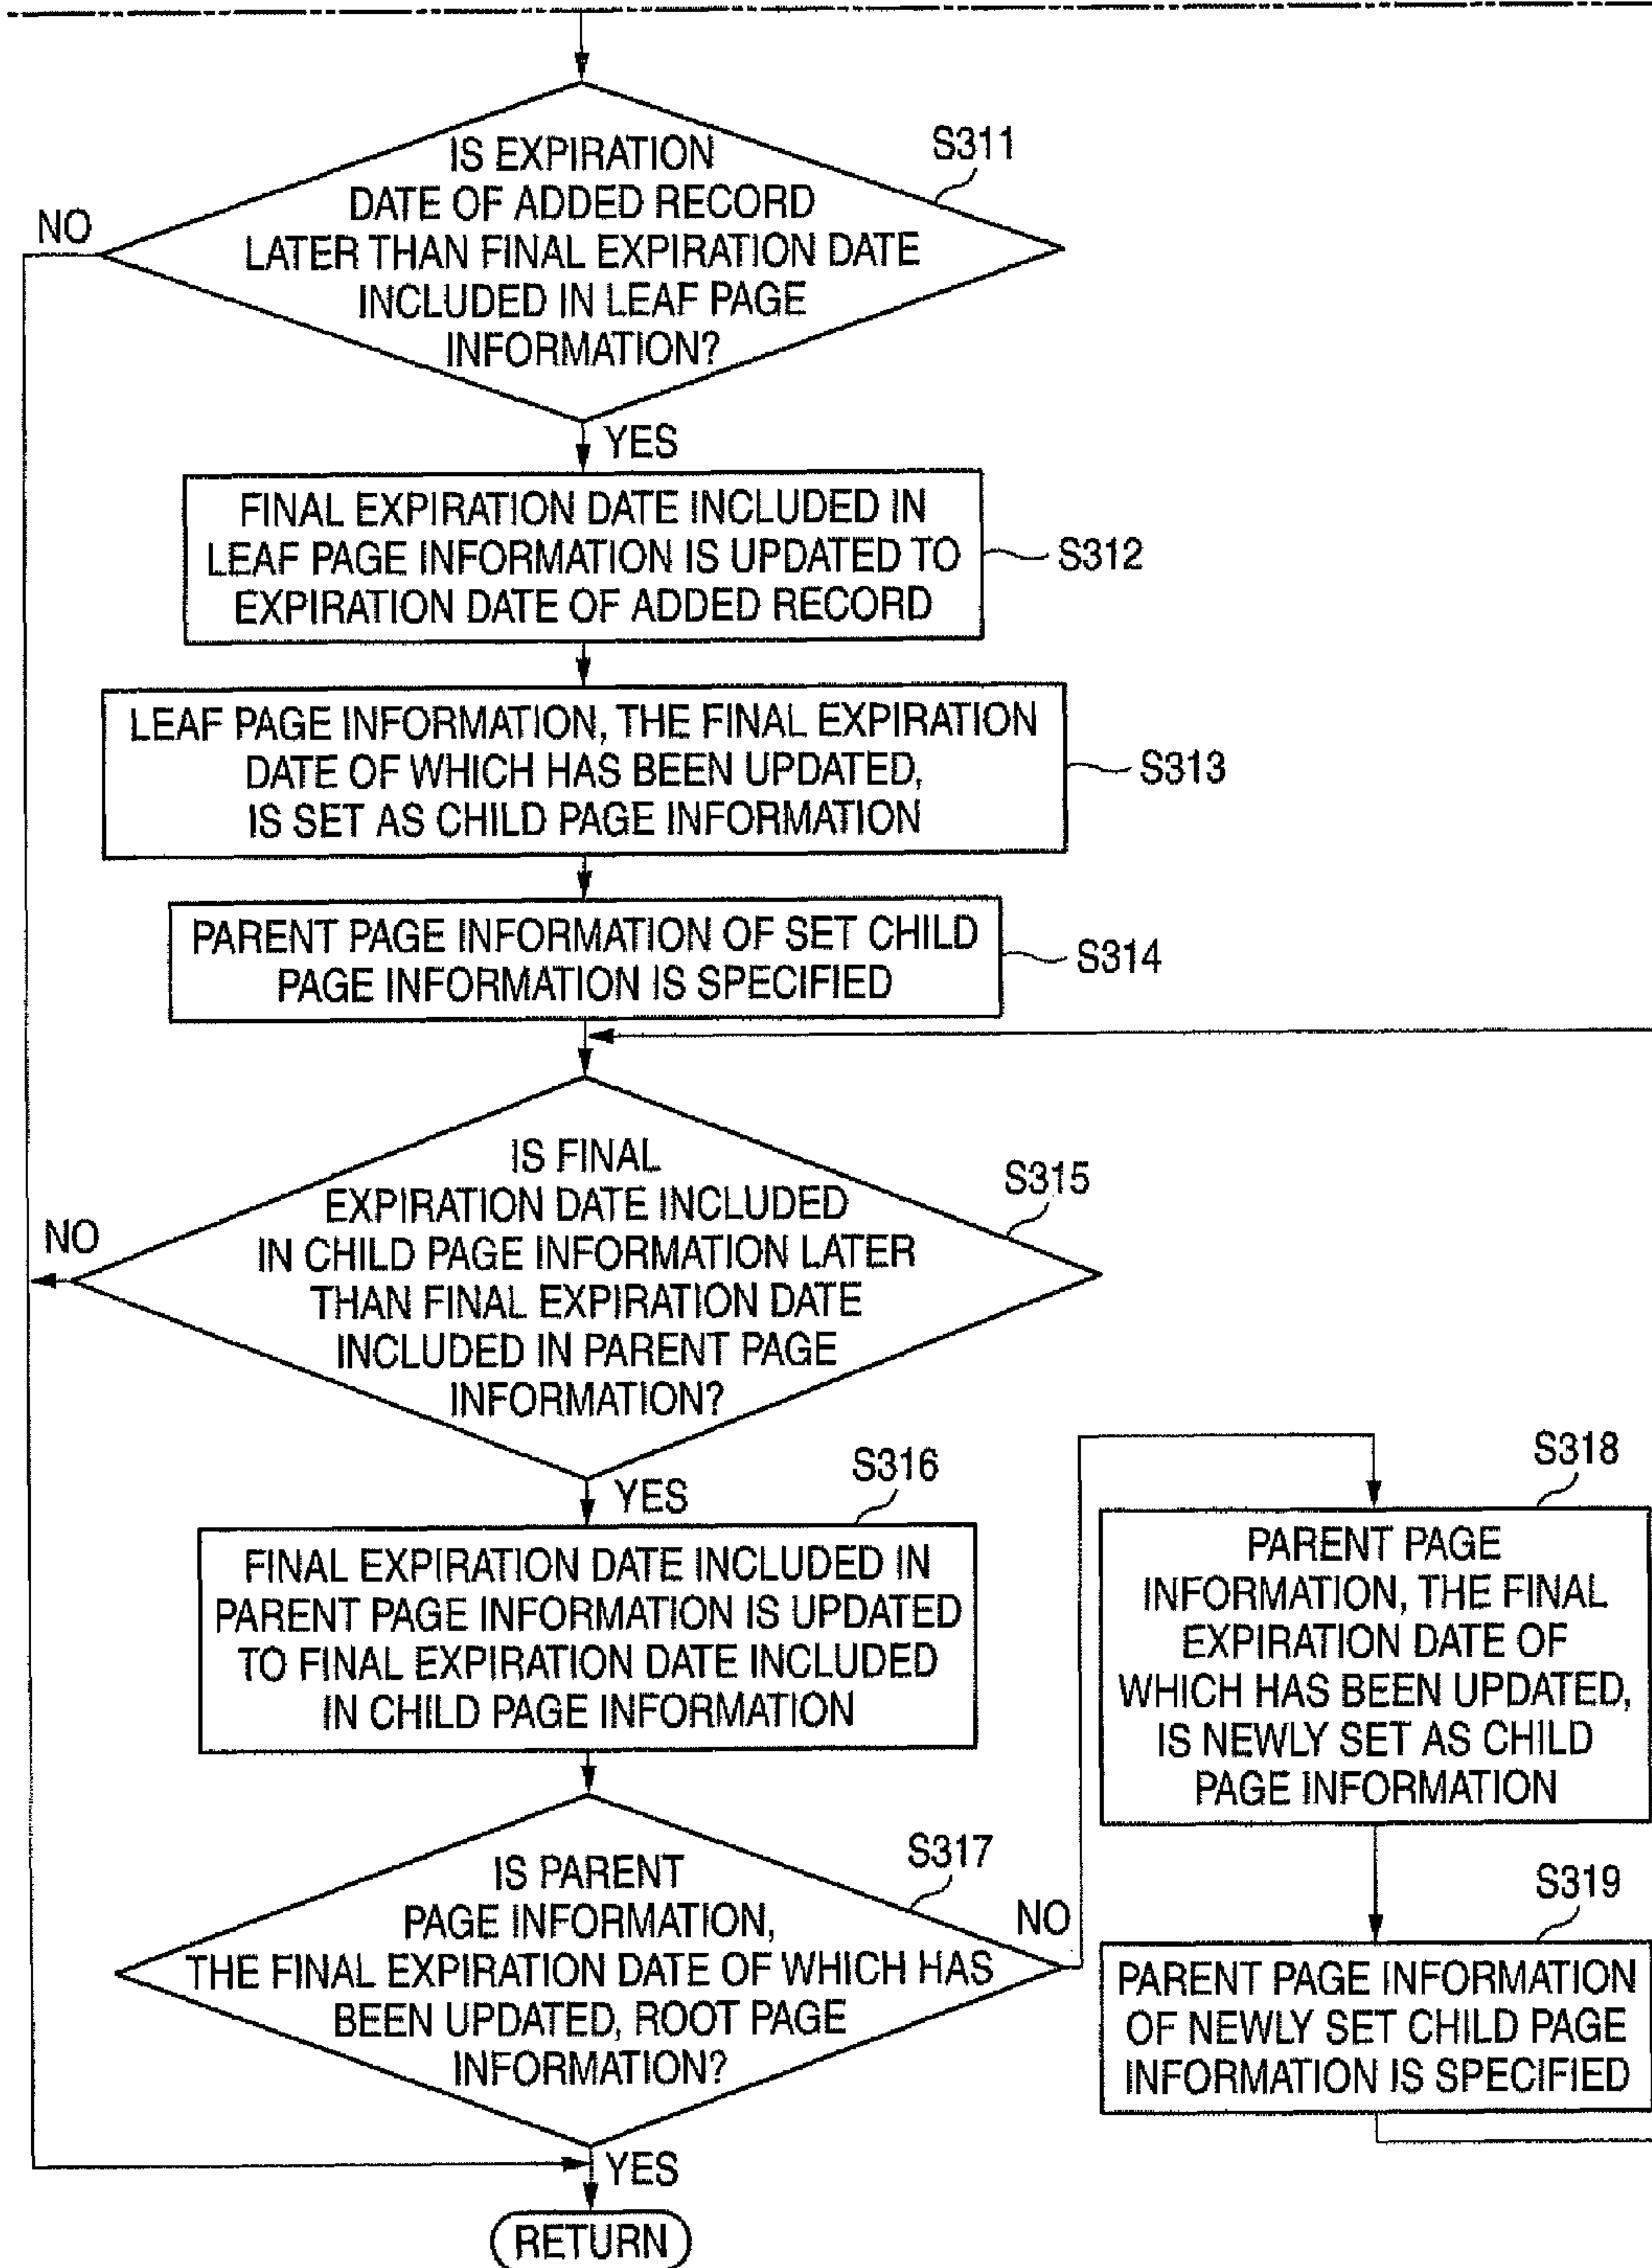 IS EXPIRATION
DATE OF ADDED RECORD
LATER THAN FINAL EXPIRATION DATE
INCLUDED IN LEAF PAGE
INFORMATION?
S311
NO
YES
FINAL EXPIRATION DATE INCLUDED IN
LEAF PAGE INFORMATION IS UPDATED TO
EXPIRATION DATE OF ADDED RECORD
S312
LEAF PAGE INFORMATION, THE FINAL EXPIRATION
DATE OF WHICH HAS BEEN UPDATED,
IS SET AS CHILD PAGE INFORMATION
S313
PARENT PAGE INFORMATION OF SET CHILD
PAGE INFORMATION IS SPECIFIED
S314
IS FINAL
EXPIRATION DATE INCLUDED
IN CHILD PAGE INFORMATION LATER
THAN FINAL EXPIRATION DATE
INCLUDED IN PARENT PAGE
INFORMATION?
S315
NO
YES
S316
FINAL EXPIRATION DATE INCLUDED IN
PARENT PAGE INFORMATION IS UPDATED
TO FINAL EXPIRATION DATE INCLUDED
IN CHILD PAGE INFORMATION
IS PARENT
PAGE INFORMATION,
THE FINAL EXPIRATION DATE OF WHICH HAS
BEEN UPDATED, ROOT PAGE
INFORMATION?
S317
NO
S318
PARENT PAGE
INFORMATION, THE FINAL
EXPIRATION DATE OF
WHICH HAS BEEN UPDATED,
IS NEWLY SET AS CHILD
PAGE INFORMATION
S319
PARENT PAGE INFORMATION
OF NEWLY SET CHILD PAGE
INFORMATION IS SPECIFIED
YES
RETURN